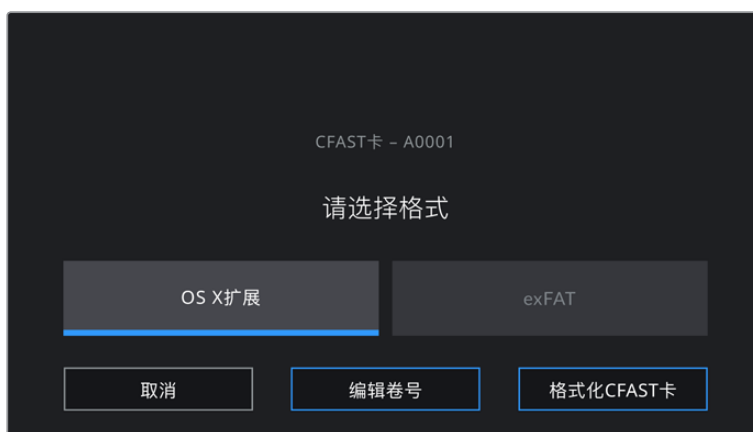 CFAST卡 – A0001
请选择格式
OS X扩展
exFAT
取消
编辑卷号
格式化CFAST卡